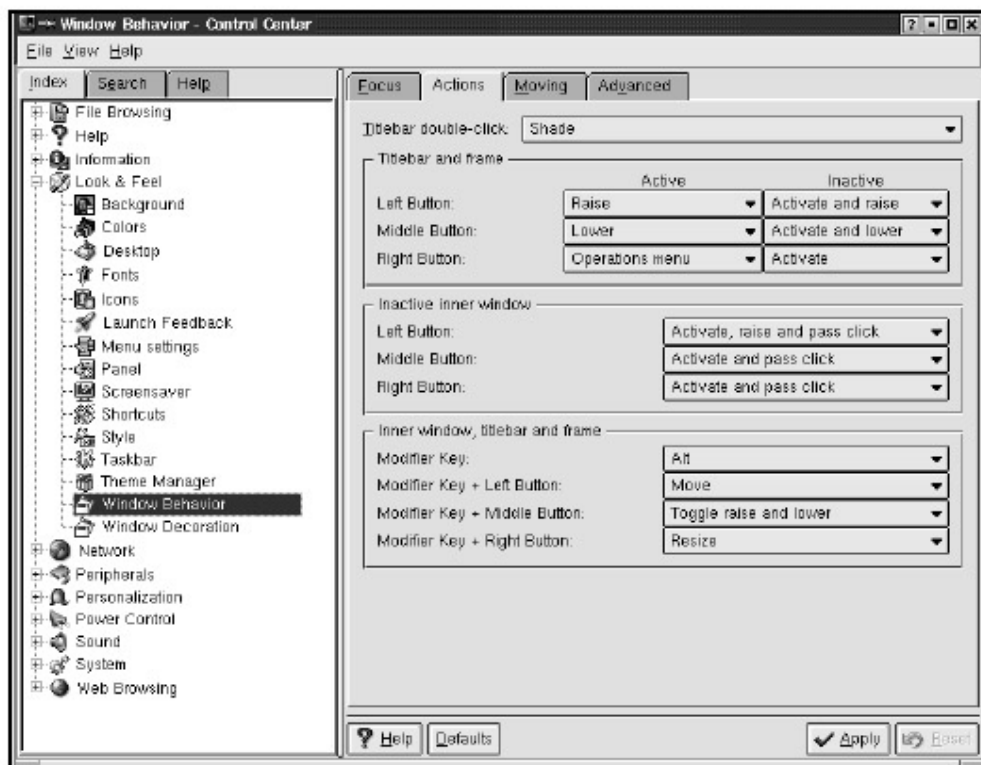 Window Behavior - Control Center
File View Help
Index Search Help
File Browsing
Help
Information
Look & Feel
Background
Colors
Desktop
Fonts
Icons
Launch Feedback
Menu settings
Panel
Screensaver
Shortcuts
Style
Taskbar
Theme Manager
Window Behavior
Window Decoration
Network
Peripherals
Personalization
Power Control
Sound
System
Web Browsing
Focus Actions Moving Advanced
Titlebar double-click: Shade
Titlebar and frame
Active Inactive
Left Button: Raise Activate and raise
Middle Button: Lower Activate and lower
Right Button: Operations menu Activate
Inactive inner window
Left Button: Activate, raise and pass click
Middle Button: Activate and pass click
Right Button: Activate and pass click
Inner window, titlebar and frame
Modifier Key: Alt
Modifier Key + Left Button: Move
Modifier Key + Middle Button: Toggle raise and lower
Modifier Key + Right Button: Resize
? Help Defaults Apply Reset